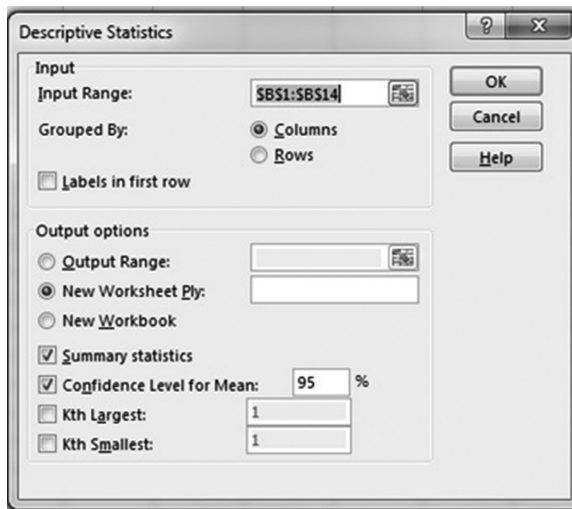 Descriptive Statistics
?
X
Input
Input Range:
$B$1:$B$14
OK
Grouped By:
Columns
Cancel
Rows
Help
Labels in first row
Output options
Output Range:
New Worksheet Ply:
New Workbook
Summary statistics
Confidence Level for Mean:
95
%
Kth Largest:
1
Kth Smallest:
1